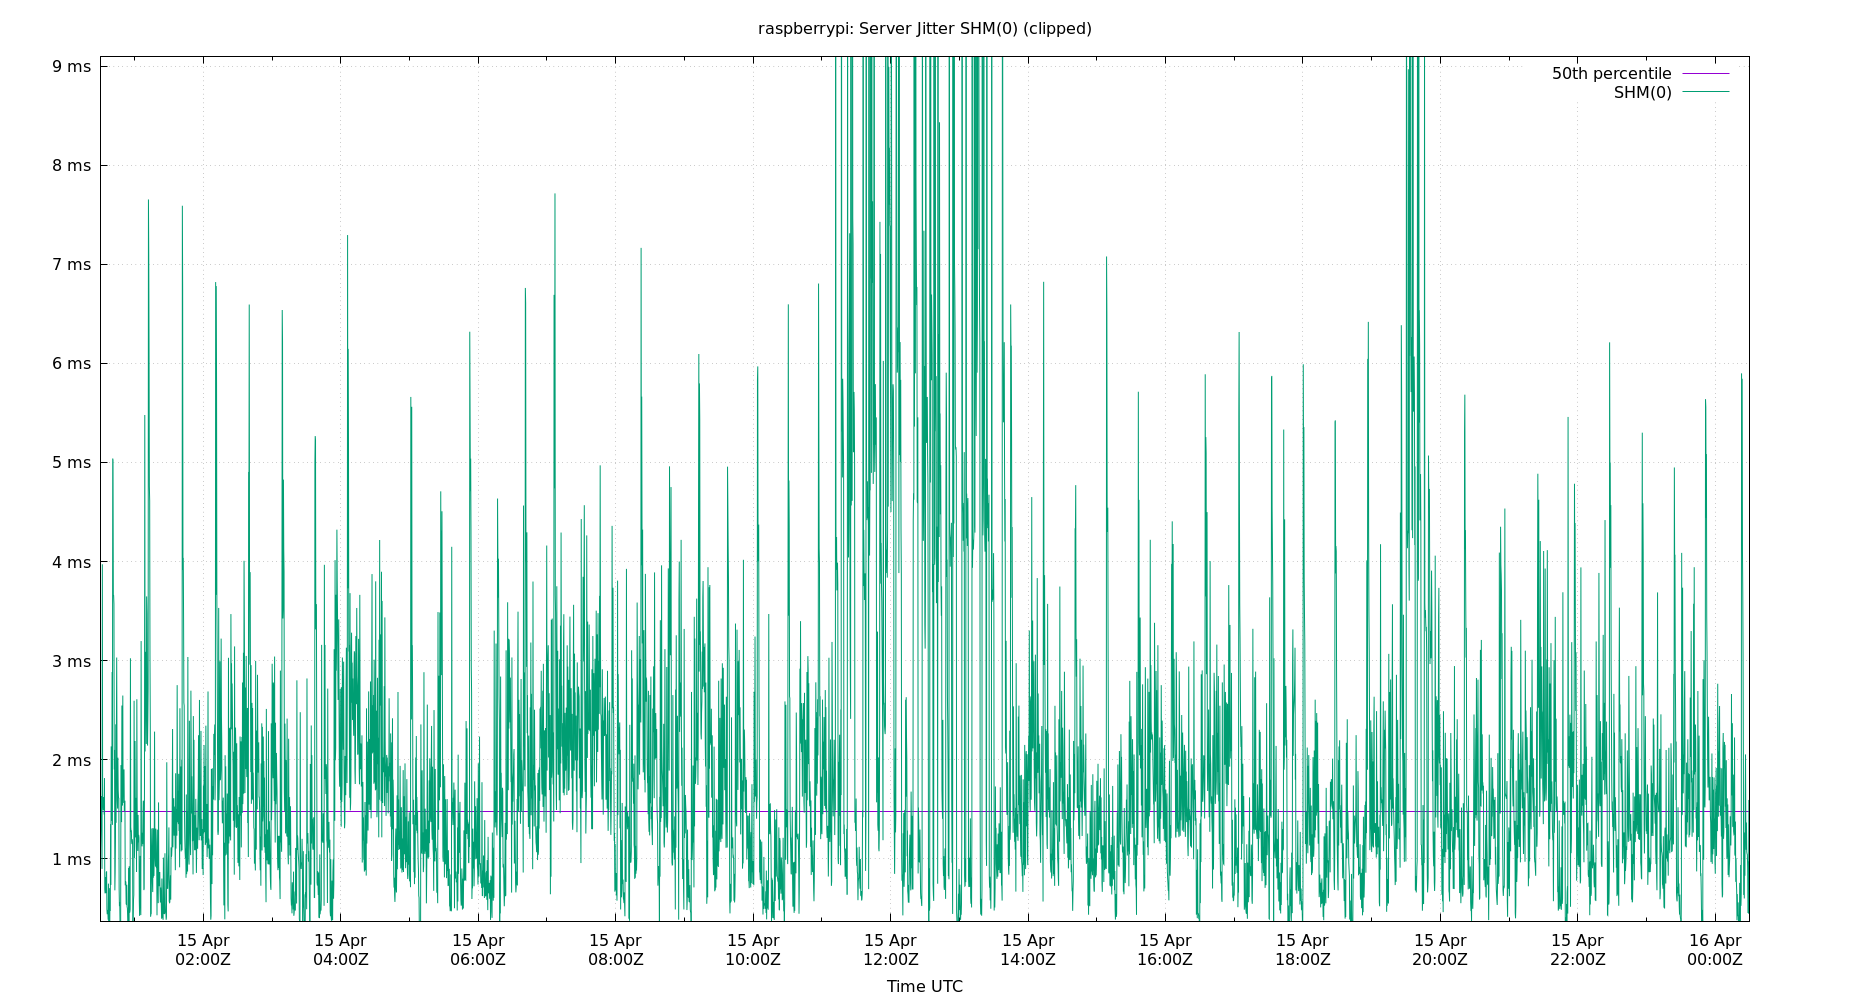 raspberrypi: Server Jitter SHM(0) (clipped)
9 ms
8 ms
7 ms
6 ms
5 ms
4 ms
3 ms
2 ms
1 ms
50th percentile
SHM(0)
15 Apr 15 Apr 15 Apr 15 Apr 15 Apr 15 Apr 15 Apr 15 Apr 15 Apr 15 Apr 15 Apr 16 Apr
02:00Z 04:00Z 06:00Z 08:00Z 10:00Z 12:00Z 14:00Z 16:00Z 18:00Z 20:00Z 22:00Z 00:00Z
Time UTC